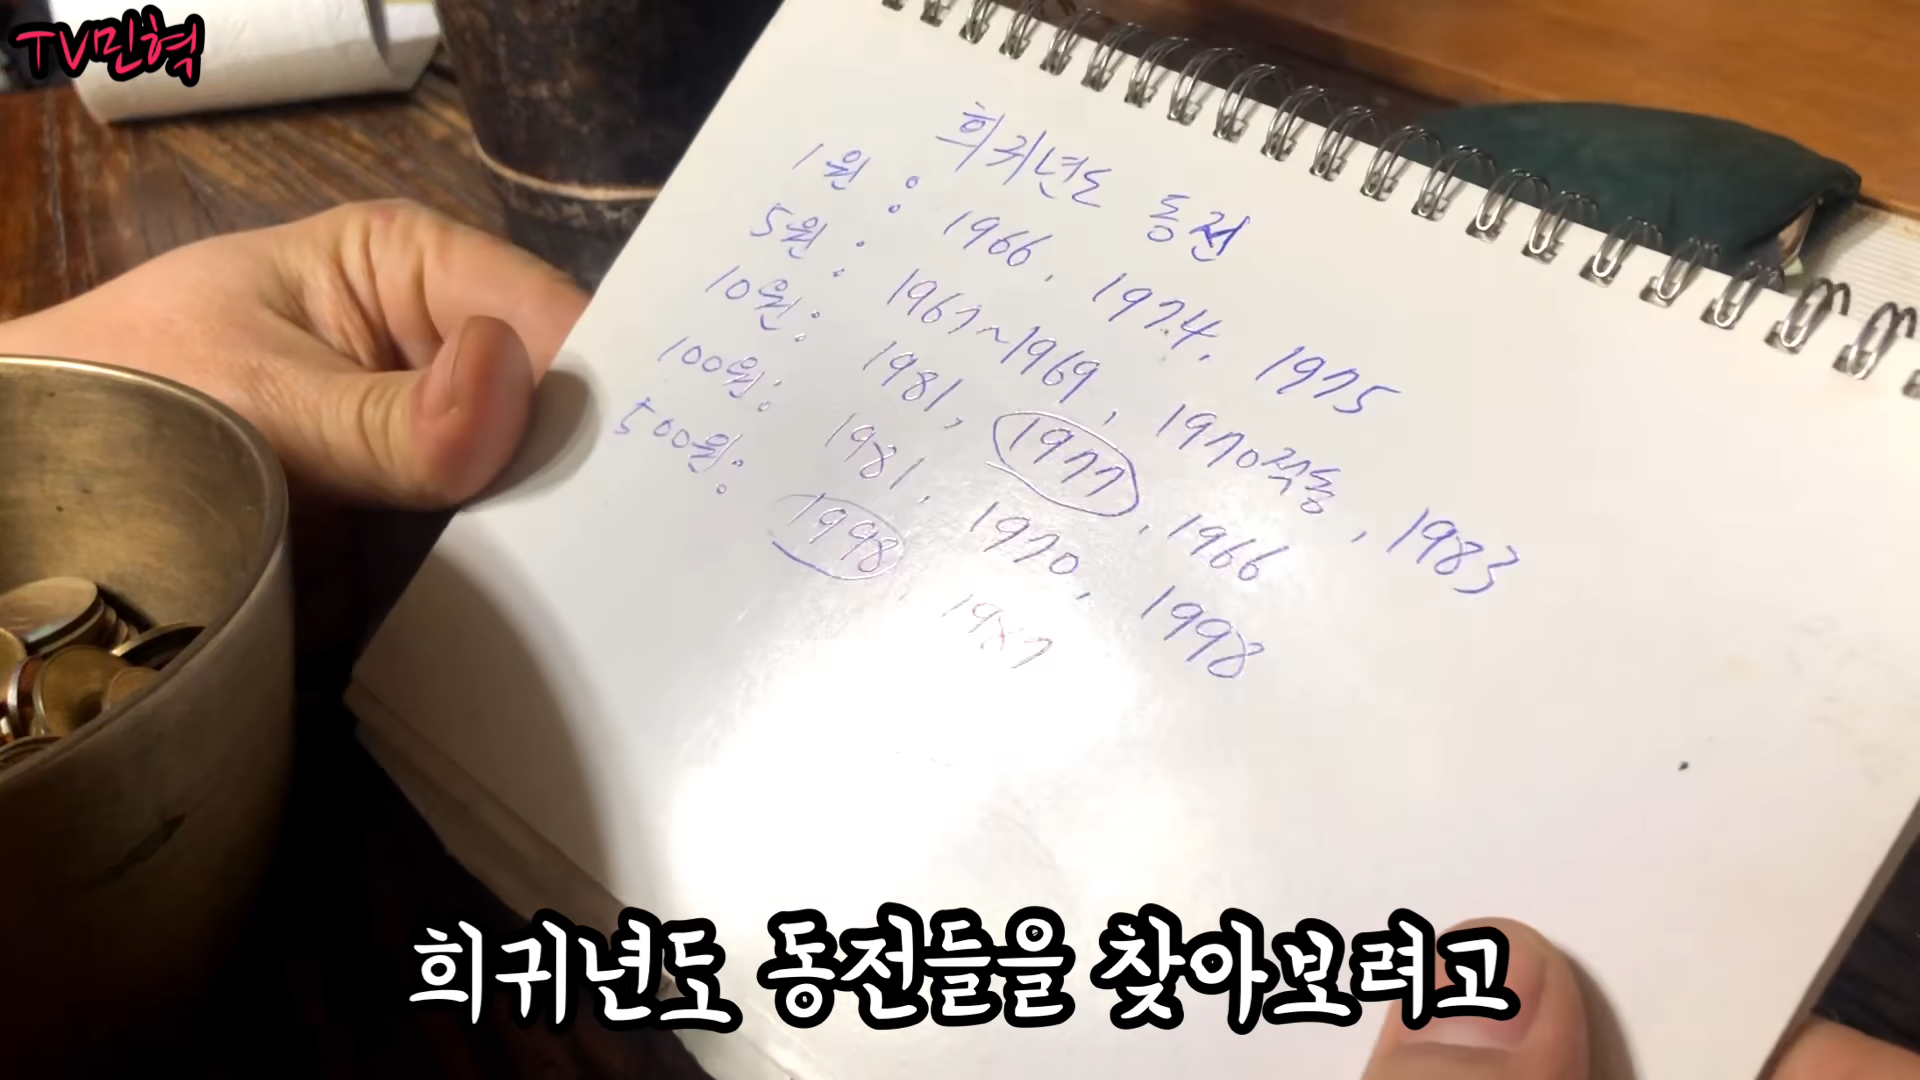 TV민혁
희귀년도 동전
1원 : 1966, 1974, 1975
5원 : 1967~1969, 1970적동, 1983
10원 : 1981, 1977, 1966
100원 : 1981, 1970, 1998
500원 : 1998, 1987
희귀년도 동전들을 찾아보려고